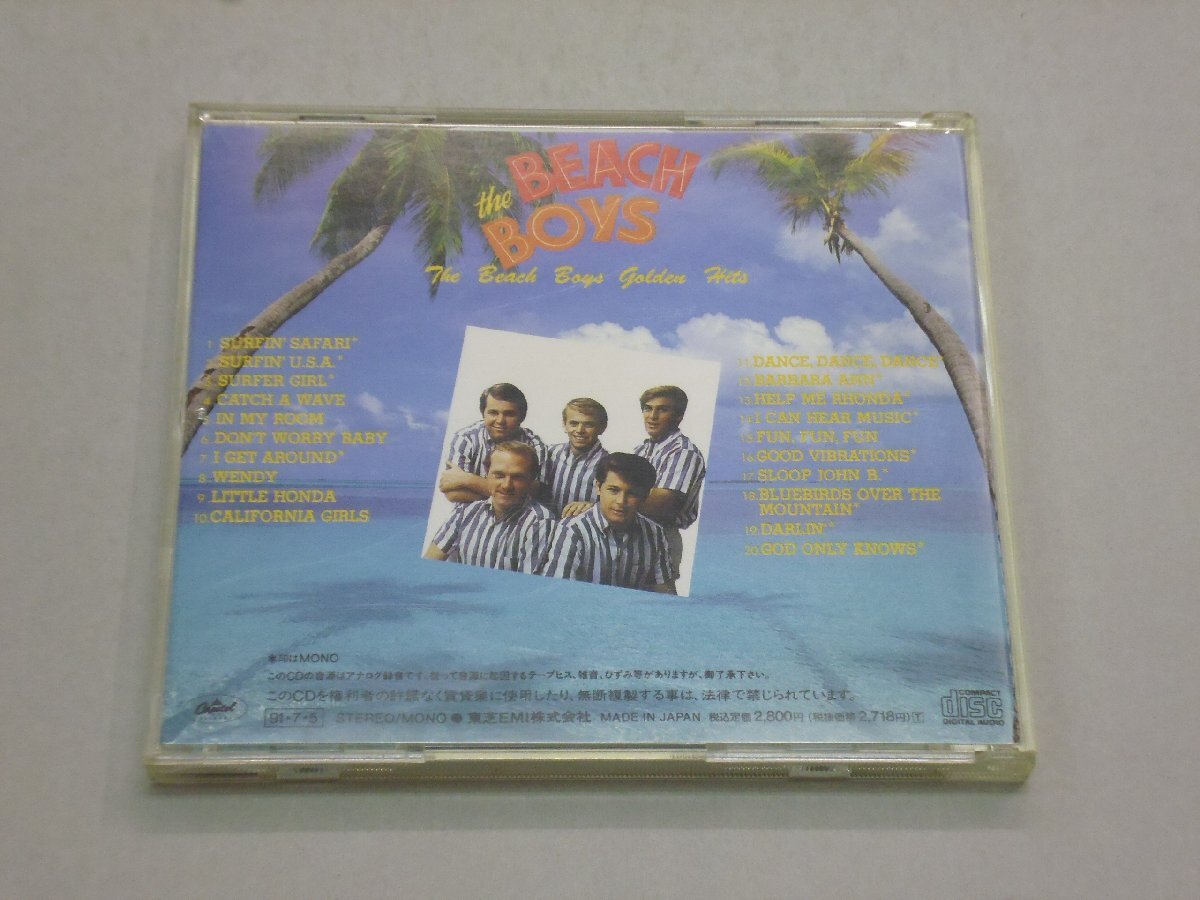 the BEACH
BOYS
The Beach Boys Golden Hits
1. SURFIN' SAFARI*
2. SURFIN' U.S.A.*
3. SURFER GIRL*
4. CATCH A WAVE
5. IN MY ROOM
6. DON'T WORRY BABY
7. I GET AROUND*
8. WENDY
9. LITTLE HONDA
10. CALIFORNIA GIRLS
11. DANCE, DANCE, DANCE*
12. BARBARA ANN*
13. HELP ME RHONDA*
14. I CAN HEAR MUSIC*
15. FUN, FUN, FUN
16. GOOD VIBRATIONS*
17. SLOOP JOHN B.*
18. BLUEBIRDS OVER THE
MOUNTAIN*
19. DARLIN'*
20. GOD ONLY KNOWS*
*印はMONO
このCDの音源はアナログ録音です。従って音源に起因するテープヒス、雑音、ひずみ等がありますが、御了承下さい。
このCDを権利者の許諾なく賃貸業に使用したり、無断複製する事は、法律で禁じられています。
Capitol
91・7・5 STEREO/MONO ● 東芝EMI株式会社 MADE IN JAPAN 税込定価2,800円 (税抜価格2,718円) T
COMPACT
disc
DIGITAL AUDIO